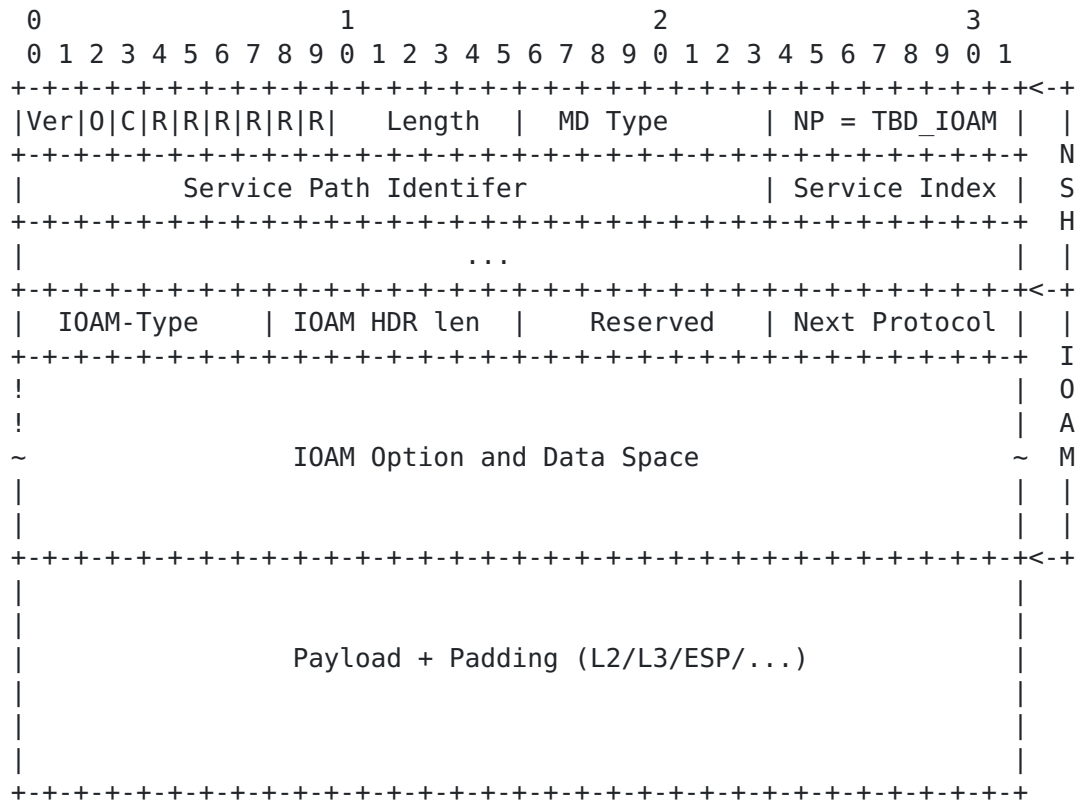 0                   1                   2                   3
 0 1 2 3 4 5 6 7 8 9 0 1 2 3 4 5 6 7 8 9 0 1 2 3 4 5 6 7 8 9 0 1
+-+-+-+-+-+-+-+-+-+-+-+-+-+-+-+-+-+-+-+-+-+-+-+-+-+-+-+-+-+-+-+-+<-+
|Ver|O|C|R|R|R|R|R|R|   Length  |  MD Type      | NP = TBD_IOAM |  |
+-+-+-+-+-+-+-+-+-+-+-+-+-+-+-+-+-+-+-+-+-+-+-+-+-+-+-+-+-+-+-+-+  N
|          Service Path Identifer               | Service Index |  S
+-+-+-+-+-+-+-+-+-+-+-+-+-+-+-+-+-+-+-+-+-+-+-+-+-+-+-+-+-+-+-+-+  H
|                            ...                                |  |
+-+-+-+-+-+-+-+-+-+-+-+-+-+-+-+-+-+-+-+-+-+-+-+-+-+-+-+-+-+-+-+-+<-+
|  IOAM-Type    | IOAM HDR len  |    Reserved   | Next Protocol |  |
+-+-+-+-+-+-+-+-+-+-+-+-+-+-+-+-+-+-+-+-+-+-+-+-+-+-+-+-+-+-+-+-+  I
!                                                               |  O
!                                                               |  A
~                 IOAM Option and Data Space                    ~  M
|                                                               |  |
|                                                               |  |
+-+-+-+-+-+-+-+-+-+-+-+-+-+-+-+-+-+-+-+-+-+-+-+-+-+-+-+-+-+-+-+-+<-+
|                                                               |
|                                                               |
|                 Payload + Padding (L2/L3/ESP/...)             |
|                                                               |
|                                                               |
|                                                               |
+-+-+-+-+-+-+-+-+-+-+-+-+-+-+-+-+-+-+-+-+-+-+-+-+-+-+-+-+-+-+-+-+